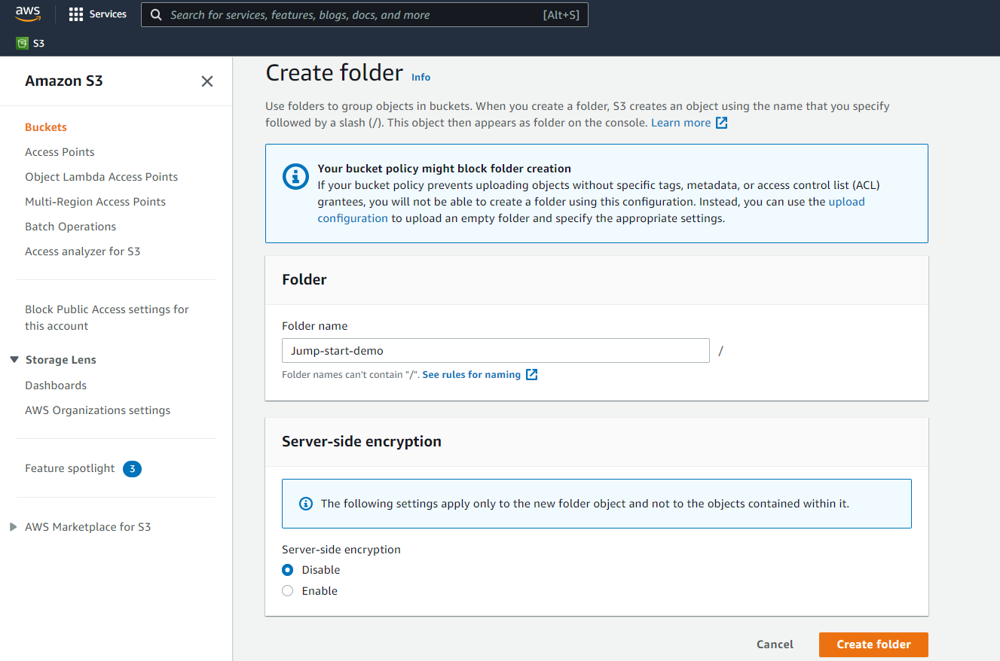 aws
Services
Search for services, features, blogs, docs, and more
[Alt+S]
S3
Amazon S3
Buckets
Access Points
Object Lambda Access Points
Multi-Region Access Points
Batch Operations
Access analyzer for S3
Block Public Access settings for
this account
Storage Lens
Dashboards
AWS Organizations settings
Feature spotlight 3
AWS Marketplace for S3
Create folder Info
Use folders to group objects in buckets. When you create a folder, S3 creates an object using the name that you specify
followed by a slash (/). This object then appears as folder on the console. Learn more
Your bucket policy might block folder creation
If your bucket policy prevents uploading objects without specific tags, metadata, or access control list (ACL)
grantees, you will not be able to create a folder using this configuration. Instead, you can use the upload
configuration to upload an empty folder and specify the appropriate settings.
Folder
Folder name
Jump-start-demo /
Folder names can't contain "/". See rules for naming
Server-side encryption
The following settings apply only to the new folder object and not to the objects contained within it.
Server-side encryption
Disable
Enable
Cancel
Create folder